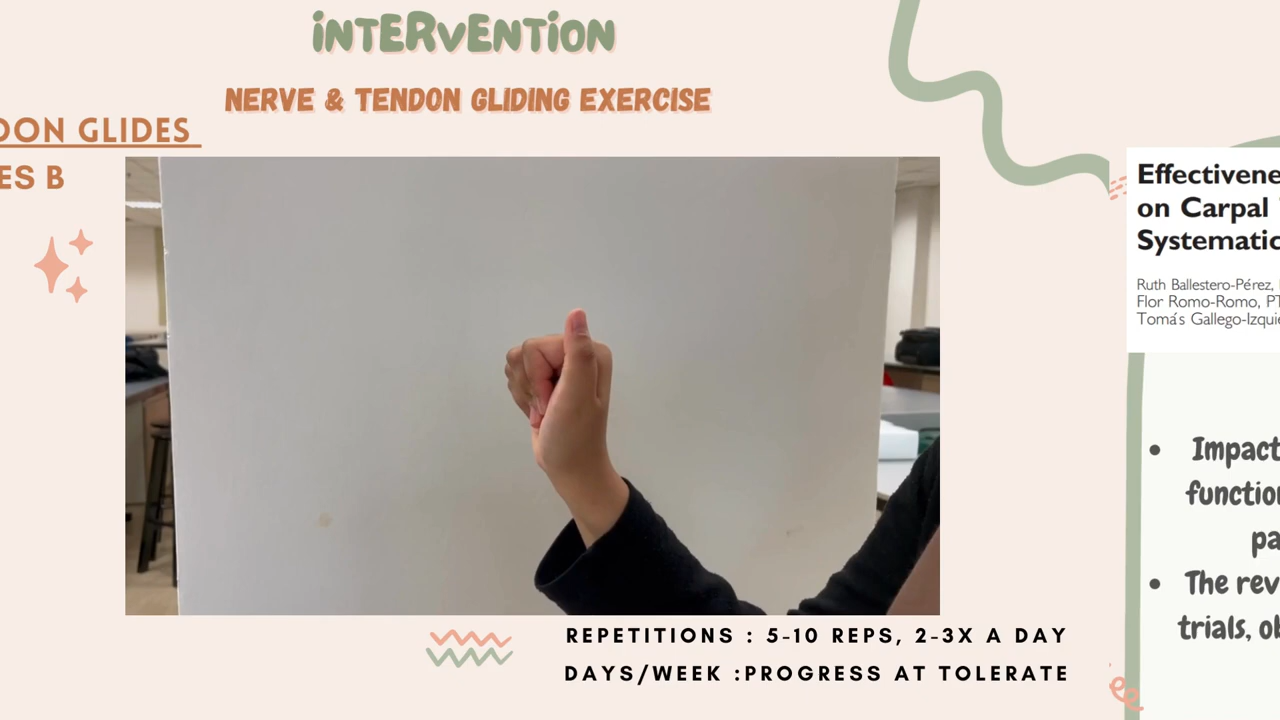 iNTERVENTiON
NERVE & TENDON GLIDING EXERCISE
DON GLIDES
ES B
REPETITIONS : 5-10 REPS, 2-3X A DAY
DAYS/WEEK :PROGRESS AT TOLERATE
Effectivene
on Carpal
Systematic
Ruth Ballestero-Pérez,
Flor Romo-Romo, PT
Tomás Gallego-Izquie
• Impact
function
pa
• The rev
trials, ob